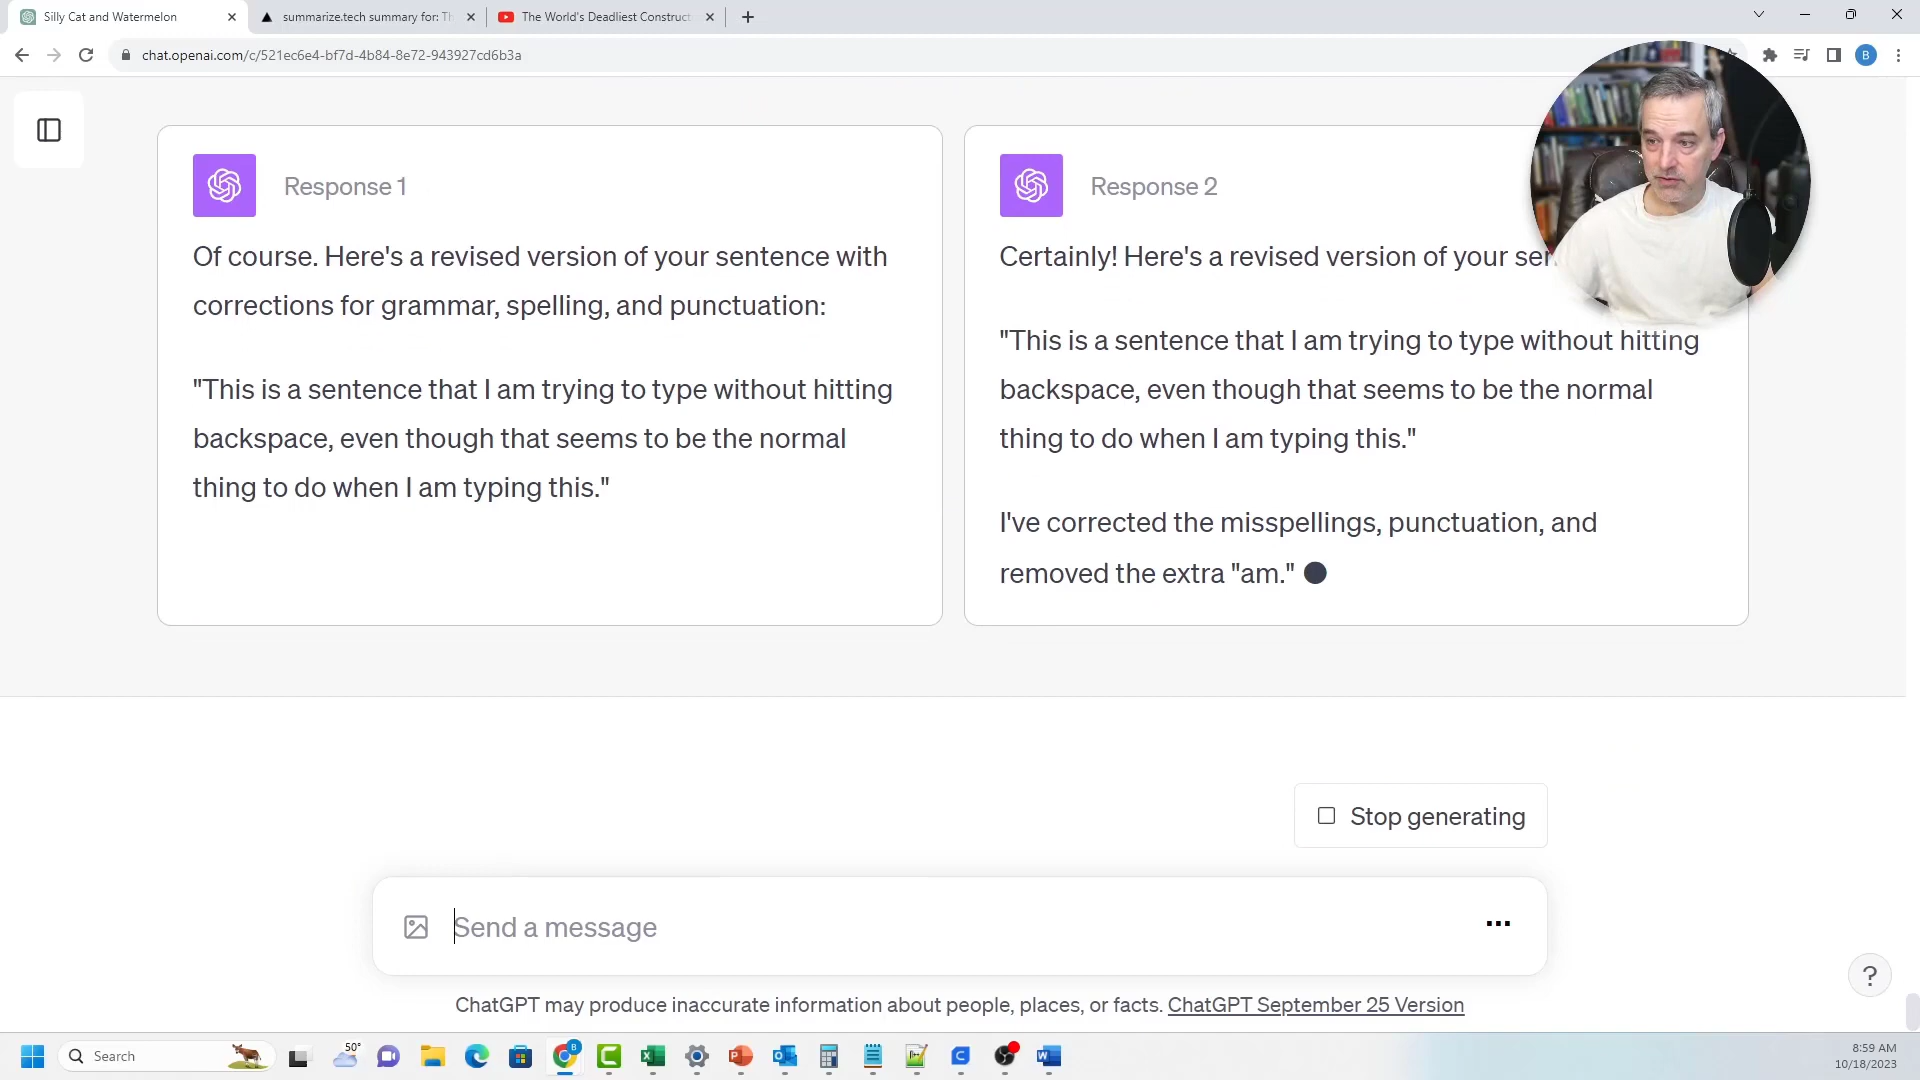 Silly Cat and Watermelon
summarize.tech summary for: Th
The World's Deadliest Construct
chat.openai.com/c/521ec6e4-bf7d-4b84-8e72-943927cd6b3a
B
Response 1
Of course. Here's a revised version of your sentence with
corrections for grammar, spelling, and punctuation:
"This is a sentence that I am trying to type without hitting
backspace, even though that seems to be the normal
thing to do when I am typing this."
Response 2
Certainly! Here's a revised version of your sen
"This is a sentence that I am trying to type without hitting
backspace, even though that seems to be the normal
thing to do when I am typing this."
I've corrected the misspellings, punctuation, and
removed the extra "am."
Stop generating
Send a message
?
ChatGPT may produce inaccurate information about people, places, or facts. ChatGPT September 25 Version
Search
50°
8:59 AM
10/18/2023